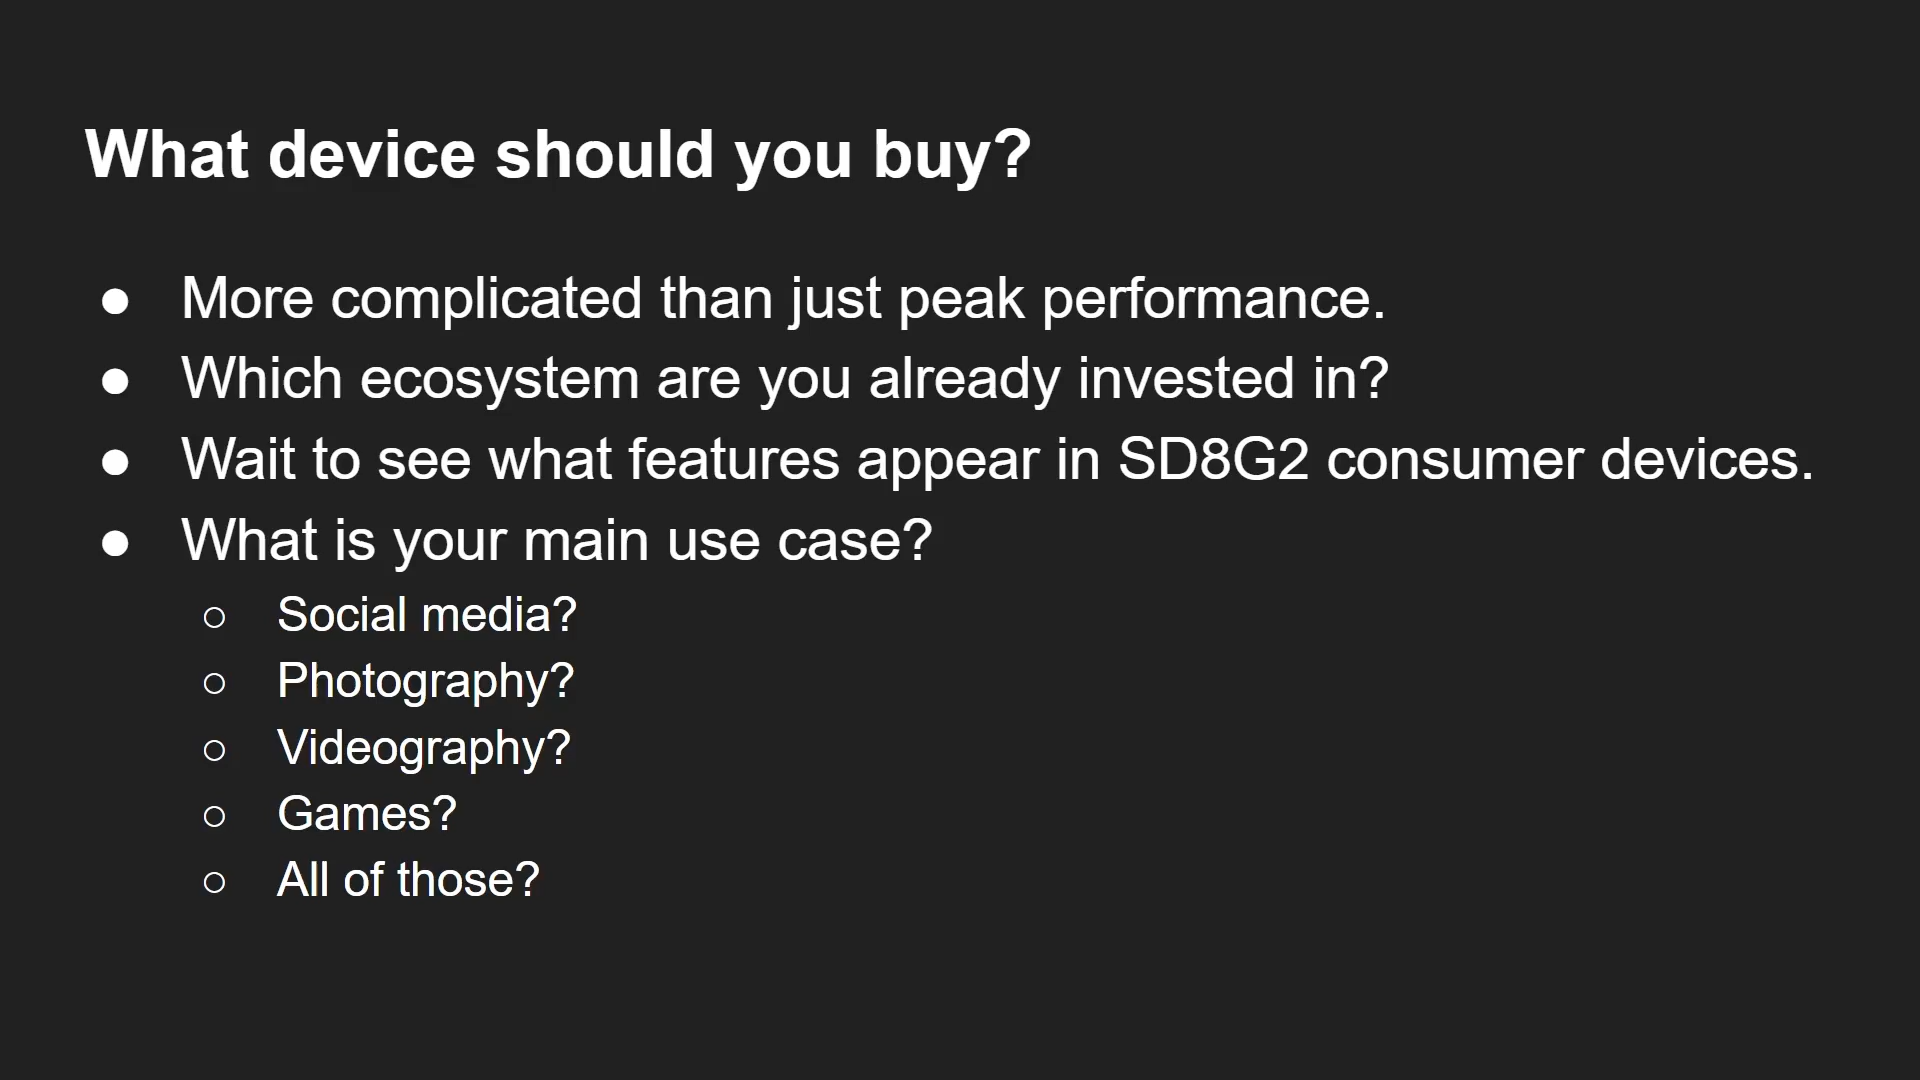 What device should you buy?
● More complicated than just peak performance.
● Which ecosystem are you already invested in?
● Wait to see what features appear in SD8G2 consumer devices.
● What is your main use case?
○ Social media?
○ Photography?
○ Videography?
○ Games?
○ All of those?